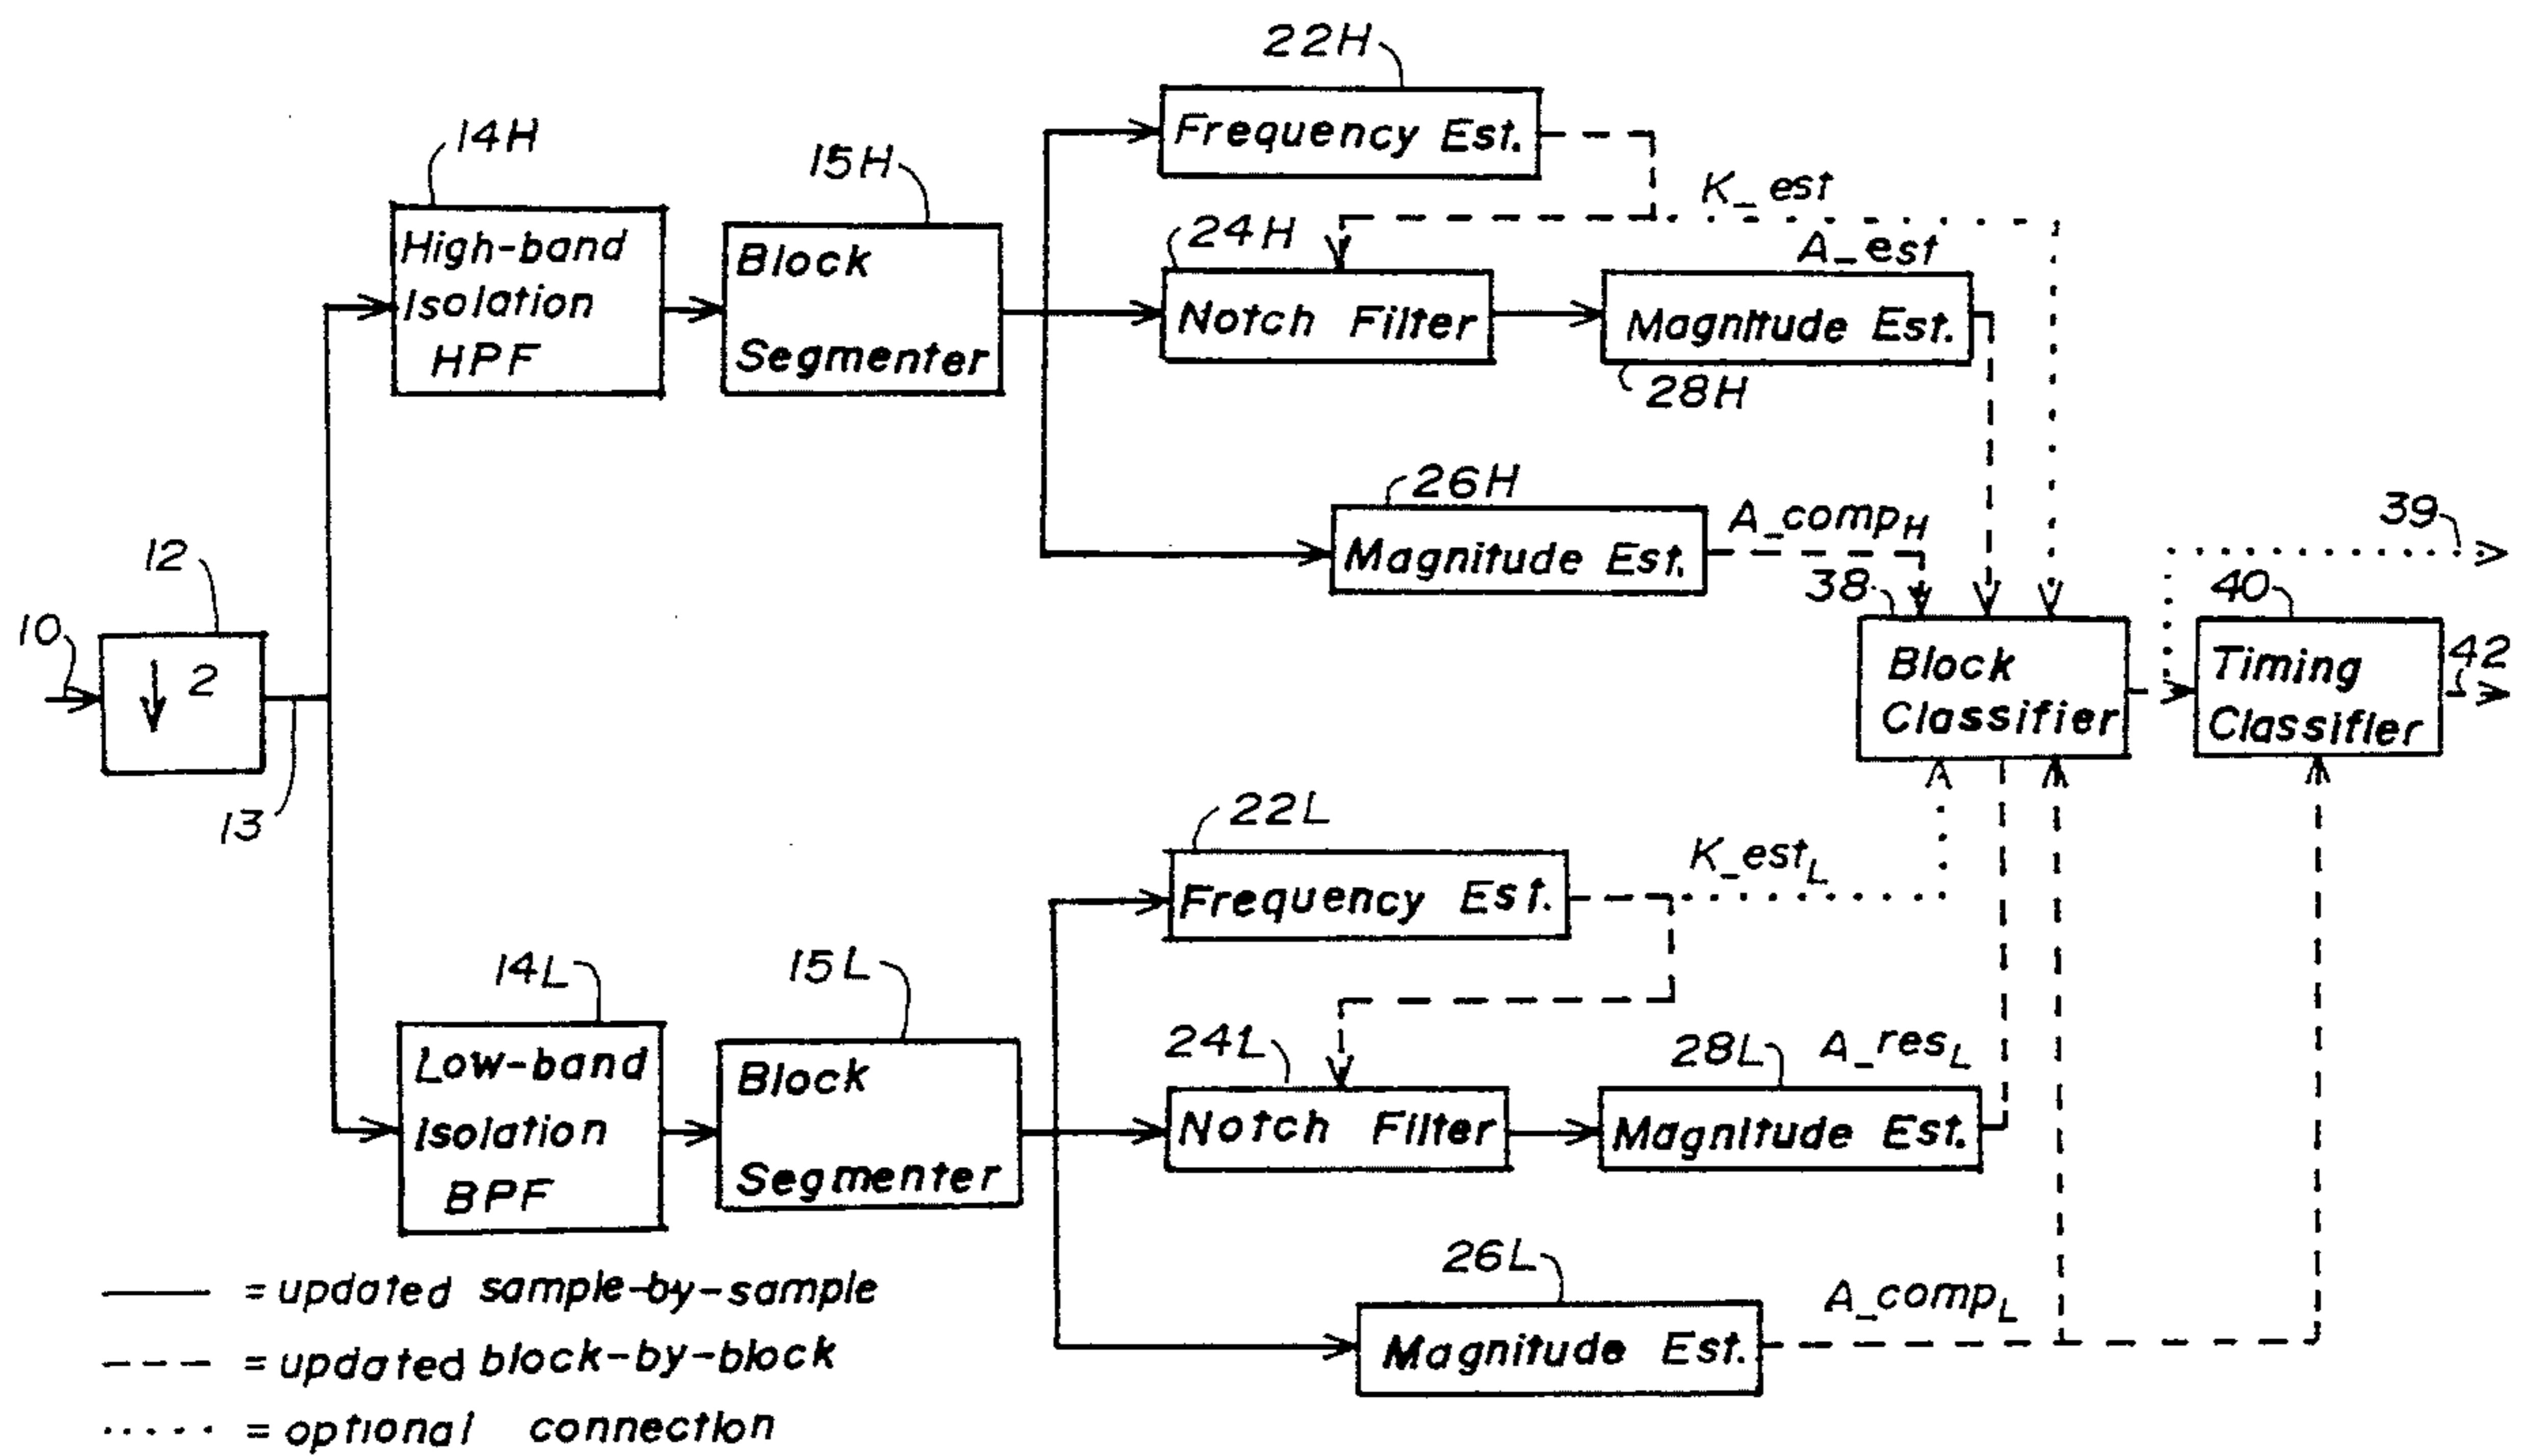 22H
Frequency Est.
14H
15H
K_est
24H
A_est
High-band
Isolation
HPF
Block
Segmenter
Notch Filter
Magnitude Est.
28H
26H
A_compH
Magnitude Est.
39
12
38
40
10
↓ 2
Block
Classifier
Timing
Classifier
42
13
22L
K_estL
Frequency Est.
14L
15L
24L
28L
A_resL
Low-band
Isolation
BPF
Block
Segmenter
Notch Filter
Magnitude Est.
26L
A_compL
Magnitude Est.
= updated sample-by-sample
= updated block-by-block
= optional connection